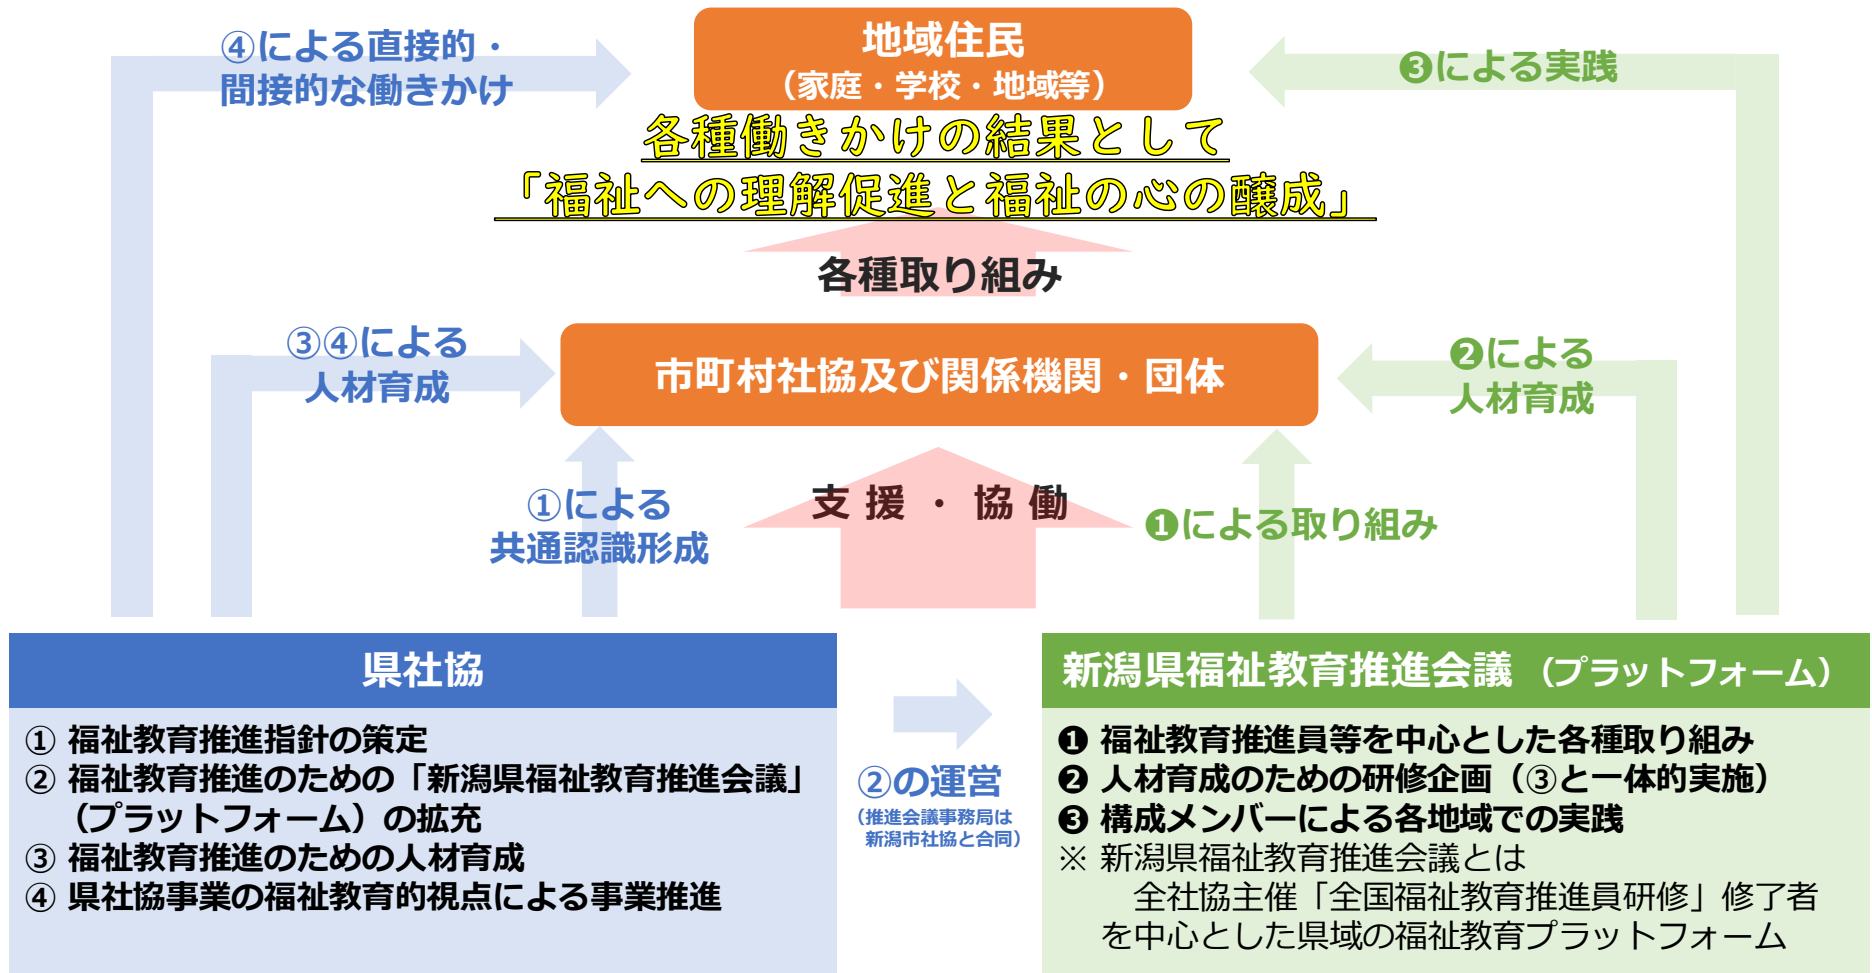 ④による直接的・
間接的な働きかけ
地域住民
（家庭・学校・地域等）
❸による実践
各種働きかけの結果として
「福祉への理解促進と福祉の心の醸成」
各種取り組み
③④による
人材育成
市町村社協及び関係機関・団体
❷による
人材育成
①による
共通認識形成
支援・協働
❶による取り組み
県社協
① 福祉教育推進指針の策定
② 福祉教育推進のための「新潟県福祉教育推進会議」
（プラットフォーム）の拡充
③ 福祉教育推進のための人材育成
④ 県社協事業の福祉教育的視点による事業推進
②の運営
（推進会議事務局は
新潟市社協と合同）
新潟県福祉教育推進会議（プラットフォーム）
❶ 福祉教育推進員等を中心とした各種取り組み
❷ 人材育成のための研修企画（③と一体的実施）
❸ 構成メンバーによる各地域での実践
※ 新潟県福祉教育推進会議とは
全社協主催「全国福祉教育推進員研修」修了者
を中心とした県域の福祉教育プラットフォーム